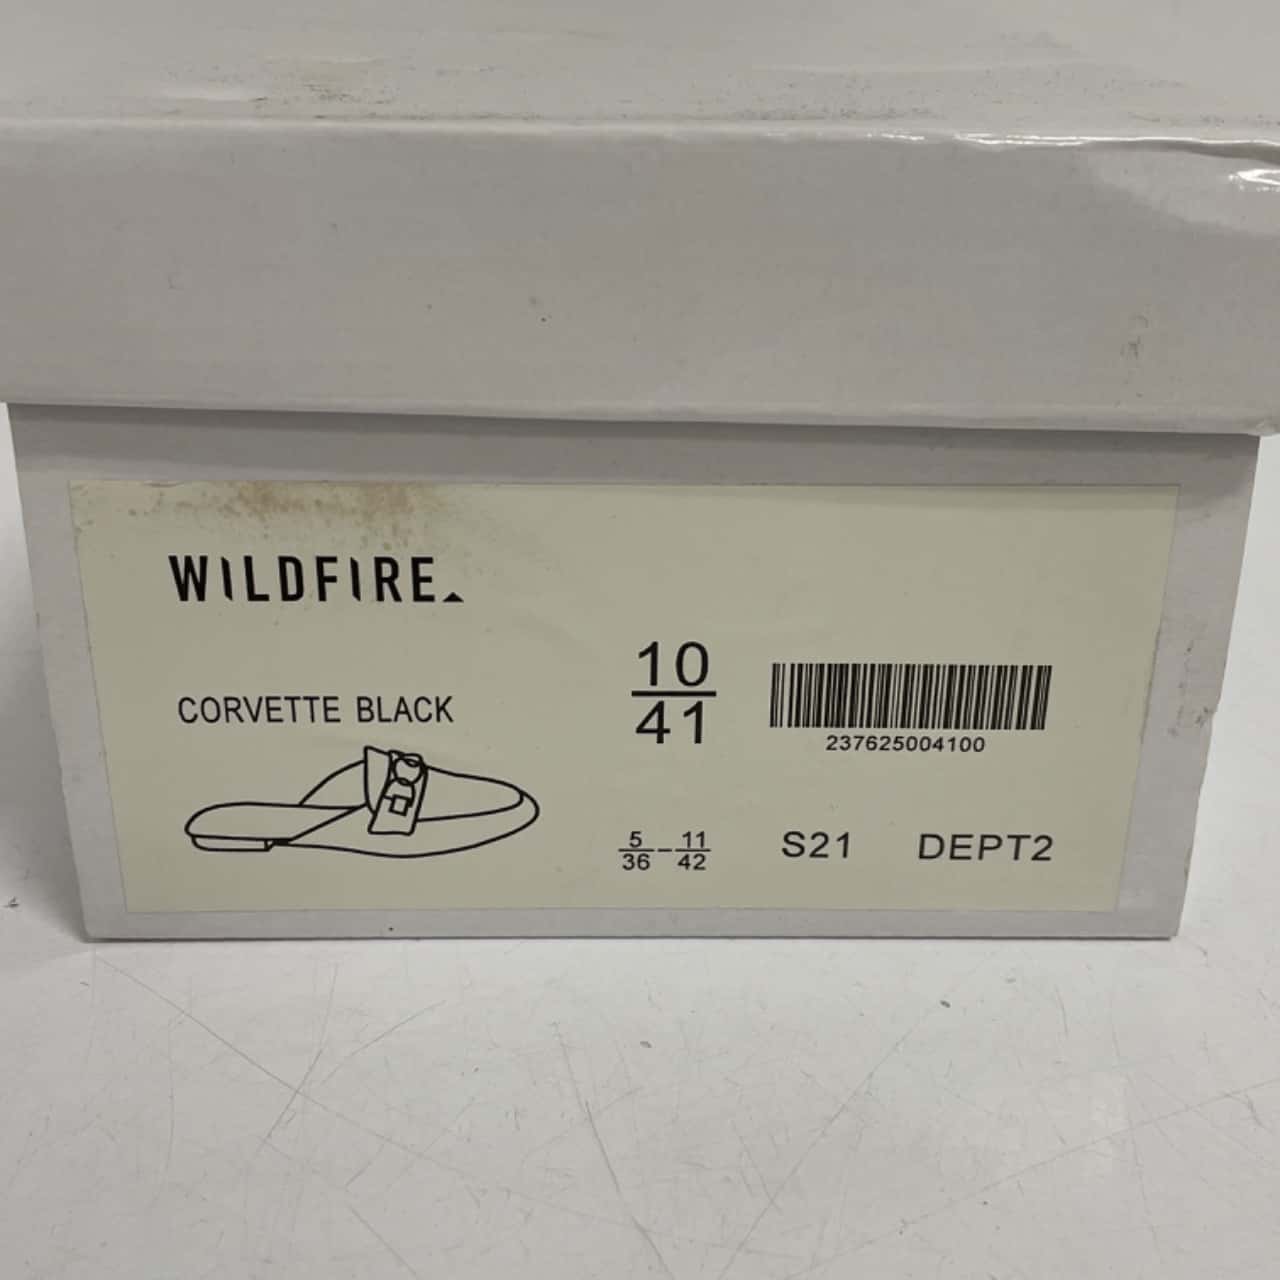 WILDFIRE
CORVETTE BLACK
10
41
237625004100
5 - 11
36 42
S21
DEPT2